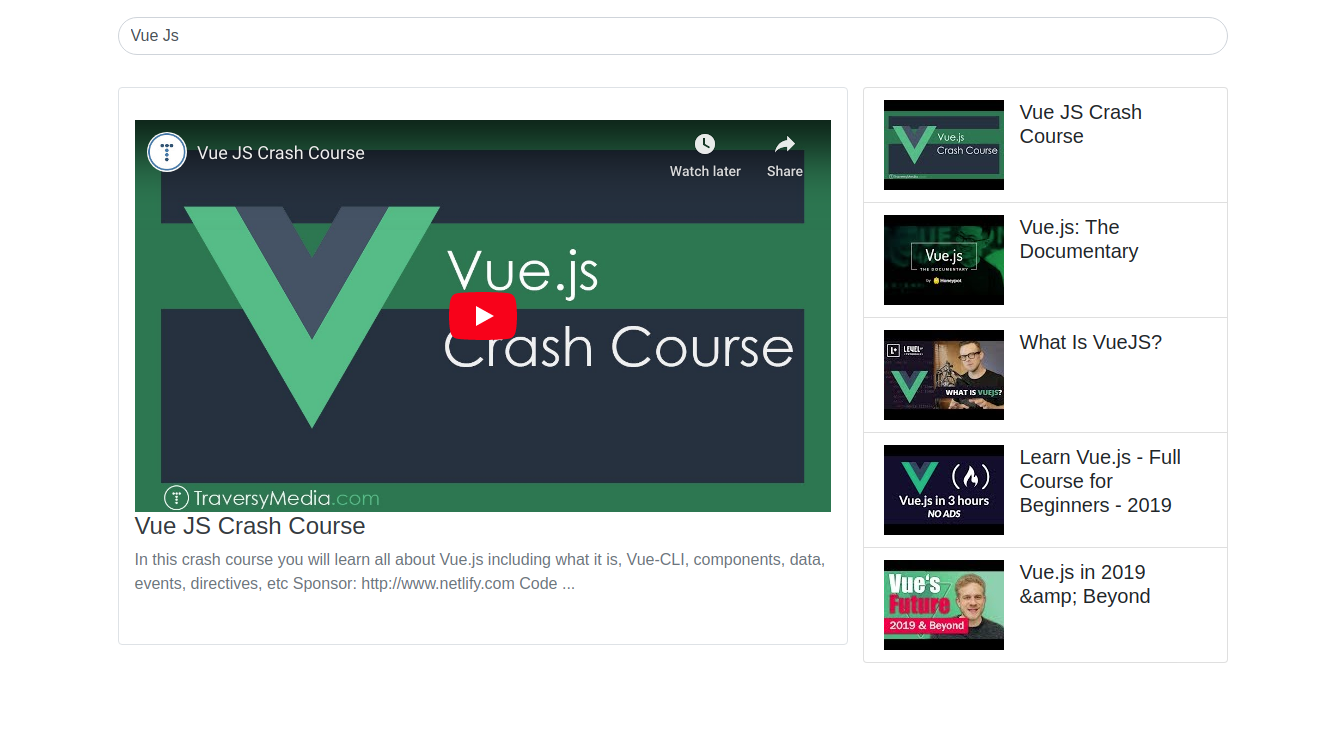 Vue Js
Vue JS Crash Course
Watch later
Share
Vue.js
Crash Course
TraversyMedia.com
Vue JS Crash Course
In this crash course you will learn all about Vue.js including what it is, Vue-CLI, components, data,
events, directives, etc Sponsor: http://www.netlify.com Code ...
Vue.js
Crash Course
TraversyMedia
Vue JS Crash
Course
Vue.js
THE DOCUMENTARY
by Honeypot
Vue.js: The
Documentary
LEVEL UP
WHAT IS VUEJS?
What Is VueJS?
Vue.js in 3 hours
NO ADS
Learn Vue.js - Full
Course for
Beginners - 2019
Vue's
Future
2019 & Beyond
Vue.js in 2019
&amp; Beyond